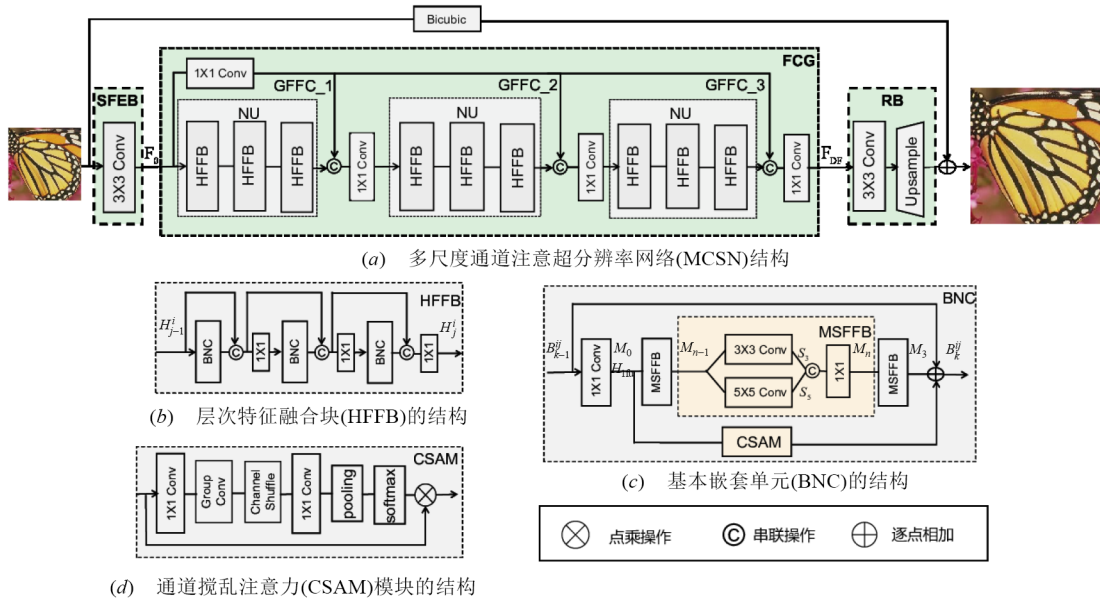 Bicubic
FCG
1X1 Conv
GFFC_1
GFFC_2
GFFC_3
SFEB
3X3 Conv
F₀
NU
HFFB
HFFB
HFFB
C
1X1 Conv
NU
HFFB
HFFB
HFFB
C
1X1 Conv
NU
HFFB
HFFB
HFFB
C
1X1 Conv
F_DF
RB
3X3 Conv
Upsample
(a) 多尺度通道注意超分辨率网络(MCSN)结构
HFFB
H^i_{j-1}
BNC
C
1X1
BNC
C
1X1
BNC
C
1X1
H^i_j
(b) 层次特征融合块(HFFB)的结构
BNC
B^{ij}_{k-1}
1X1 Conv
M₀
MSFFB
MSFFB
M_{n-1}
3X3 Conv
5X5 Conv
S₃
S₅
C
1X1
M_n
MSFFB
M₃
B^{ij}_k
CSAM
(c) 基本嵌套单元(BNC)的结构
CSAM
1X1 Conv
Group Conv
Channel Shuffle
1X1 Conv
pooling
softmax
(d) 通道搅乱注意力(CSAM)模块的结构
点乘操作
C 串联操作
逐点相加